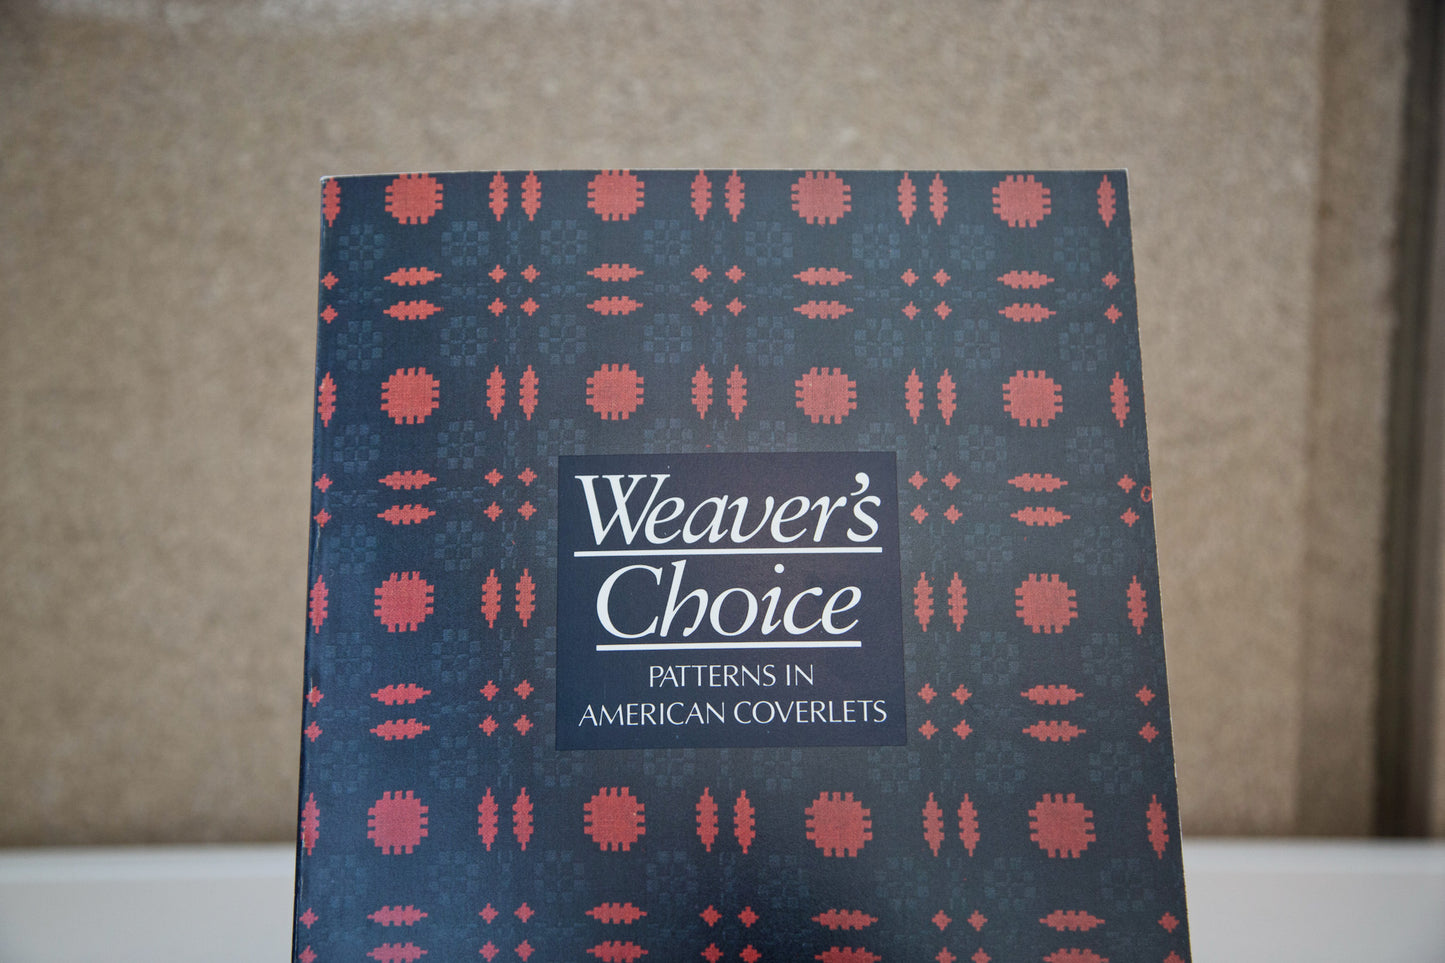 Weaver's
Choice
PATTERNS IN
AMERICAN COVERLETS